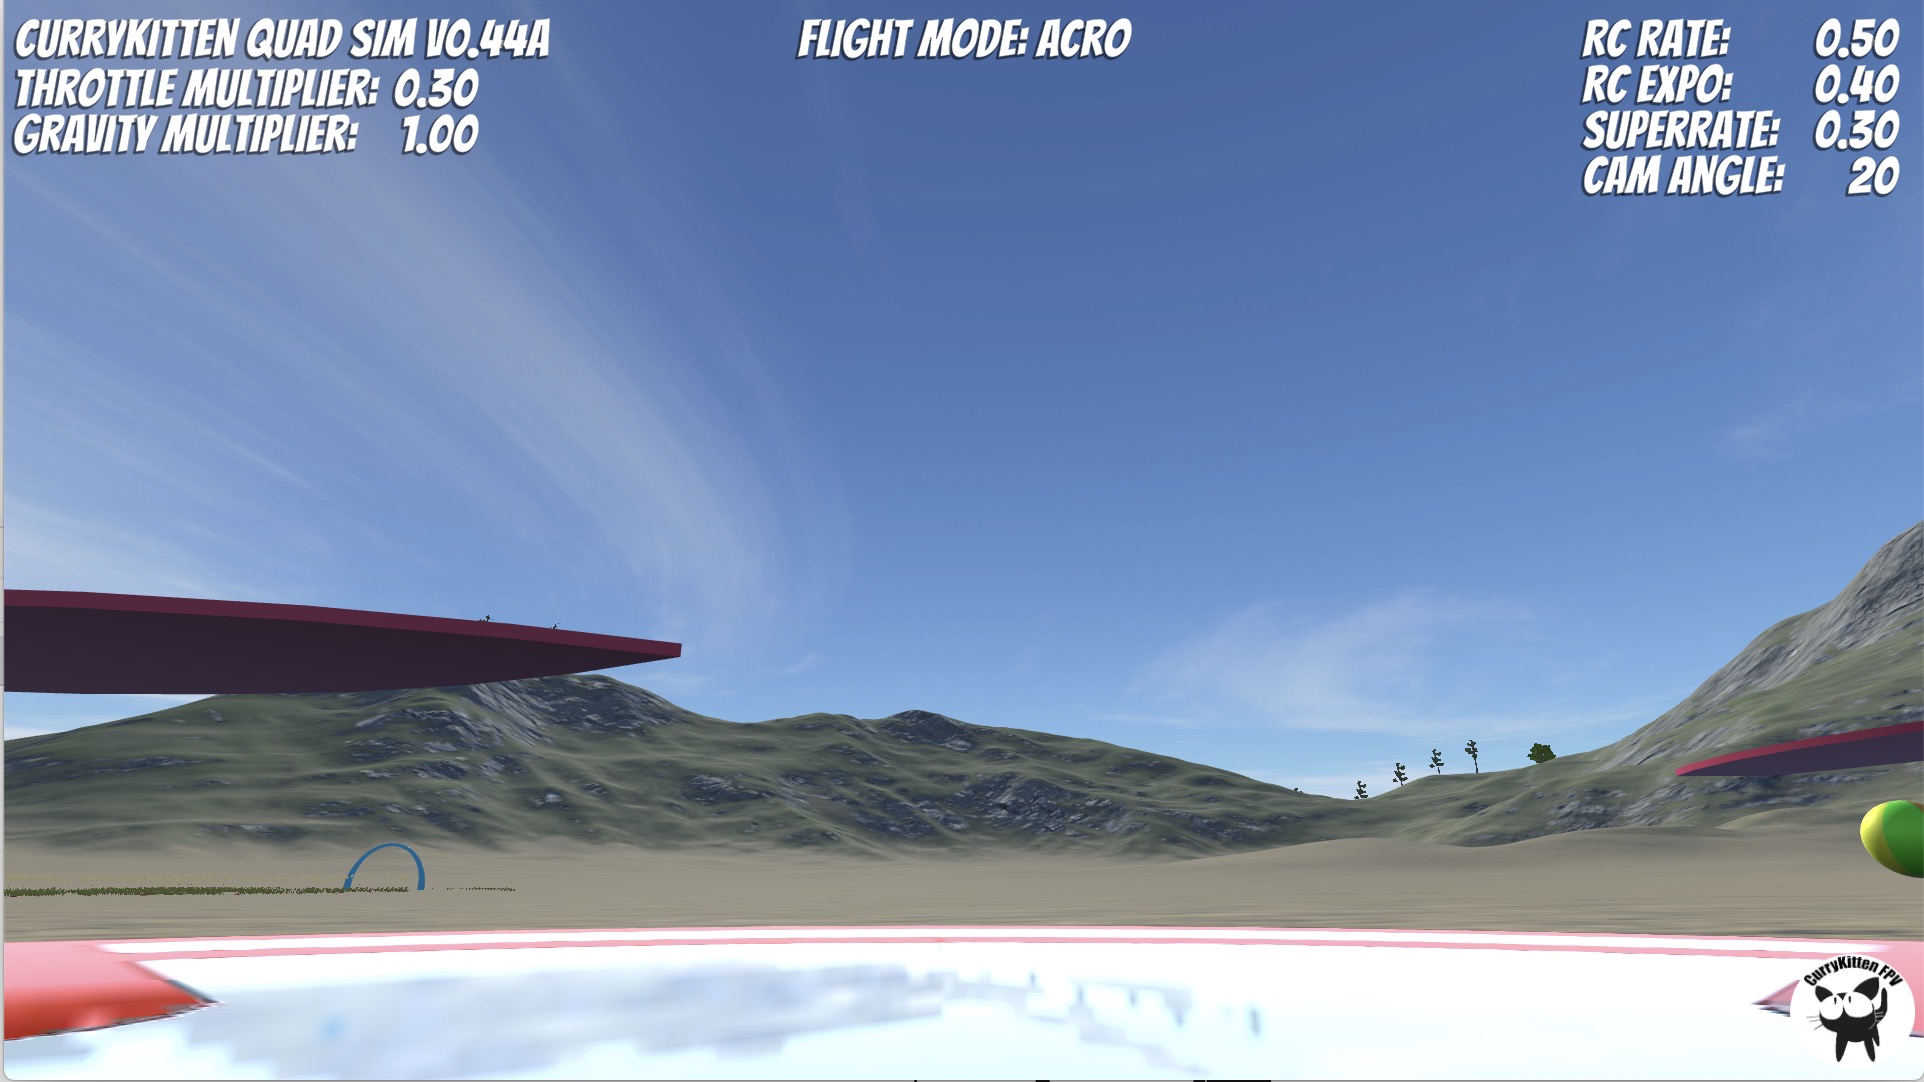 CURRYKITTEN QUAD SIM V0.44A
THROTTLE MULTIPLIER: 0.30
GRAVITY MULTIPLIER: 1.00
FLIGHT MODE: ACRO
RC RATE: 0.50
RC EXPO: 0.40
SUPERRATE: 0.30
CAM ANGLE: 20
CurryKitten FPV